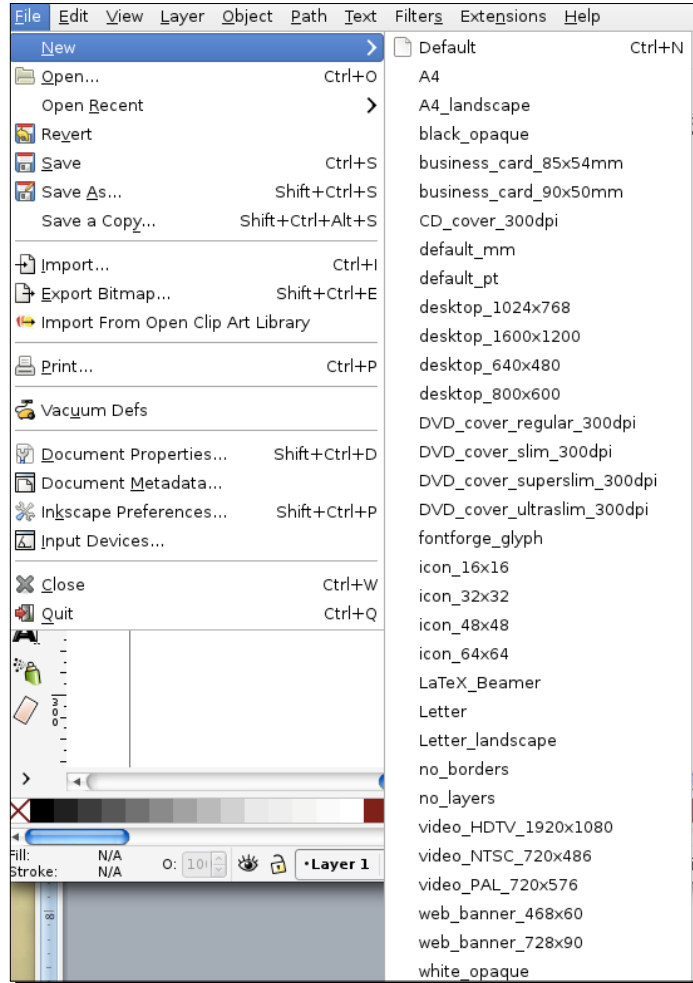 File Edit View Layer Object Path Text Filters Extensions Help
New
Open... Ctrl+O
Open Recent
Revert
Save Ctrl+S
Save As... Shift+Ctrl+S
Save a Copy... Shift+Ctrl+Alt+S
Import... Ctrl+I
Export Bitmap... Shift+Ctrl+E
Import From Open Clip Art Library
Print... Ctrl+P
Vacuum Defs
Document Properties... Shift+Ctrl+D
Document Metadata...
Inkscape Preferences... Shift+Ctrl+P
Input Devices...
Close Ctrl+W
Quit Ctrl+Q
Default Ctrl+N
A4
A4_landscape
black_opaque
business_card_85x54mm
business_card_90x50mm
CD_cover_300dpi
default_mm
default_pt
desktop_1024x768
desktop_1600x1200
desktop_640x480
desktop_800x600
DVD_cover_regular_300dpi
DVD_cover_slim_300dpi
DVD_cover_superslim_300dpi
DVD_cover_ultraslim_300dpi
fontforge_glyph
icon_16x16
icon_32x32
icon_48x48
icon_64x64
LaTeX_Beamer
Letter
Letter_landscape
no_borders
no_layers
video_HDTV_1920x1080
video_NTSC_720x486
video_PAL_720x576
web_banner_468x60
web_banner_728x90
white_opaque
300
Fill: N/A
Stroke: N/A
O:
•Layer 1